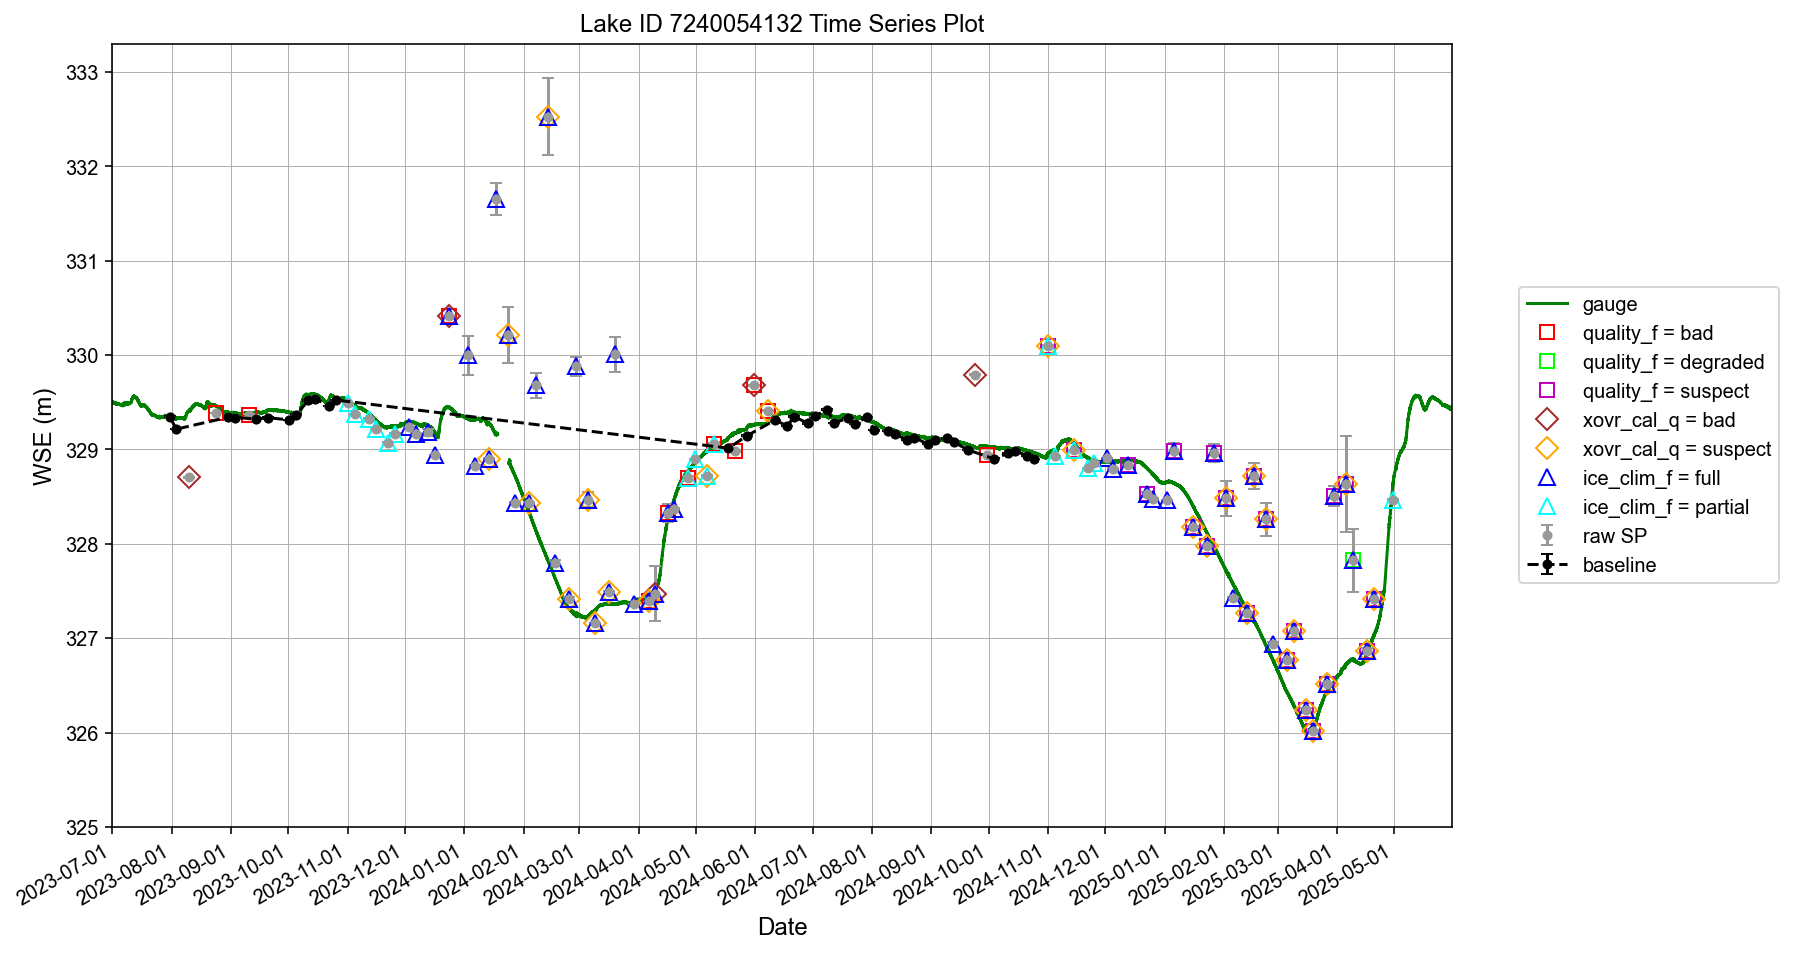 Lake ID 7240054132 Time Series Plot
WSE (m)
333
332
331
330
329
328
327
326
325
2023-07-01
2023-08-01
2023-09-01
2023-10-01
2023-11-01
2023-12-01
2024-01-01
2024-02-01
2024-03-01
2024-04-01
2024-05-01
2024-06-01
2024-07-01
2024-08-01
2024-09-01
2024-10-01
2024-11-01
2024-12-01
2025-01-01
2025-02-01
2025-03-01
2025-04-01
2025-05-01
Date
gauge
quality_f = bad
quality_f = degraded
quality_f = suspect
xovr_cal_q = bad
xovr_cal_q = suspect
ice_clim_f = full
ice_clim_f = partial
raw SP
baseline